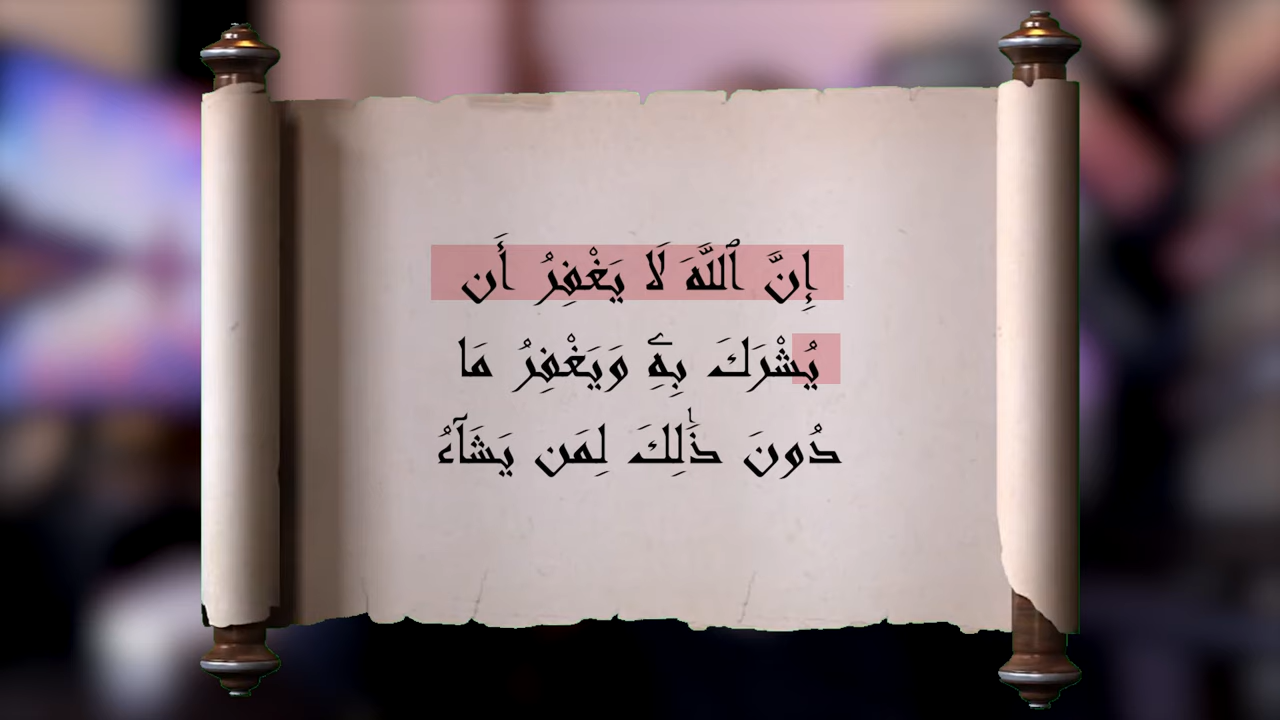 إِنَّ ٱللَّهَ لَا يَغْفِرُ أَن
يُشْرَكَ بِهِۦ وَيَغْفِرُ مَا
دُونَ ذَٰلِكَ لِمَن يَشَآءُ